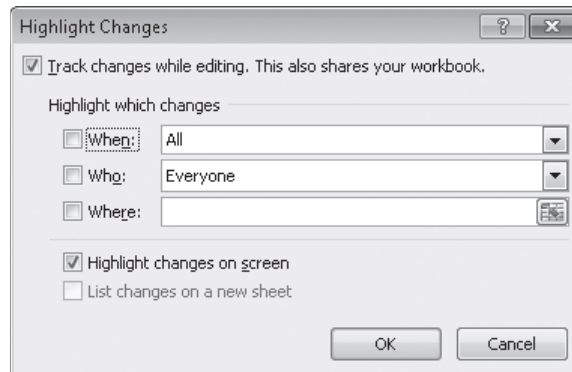 Highlight Changes
Track changes while editing. This also shares your workbook.
Highlight which changes
When: All
Who: Everyone
Where:
Highlight changes on screen
List changes on a new sheet
OK Cancel